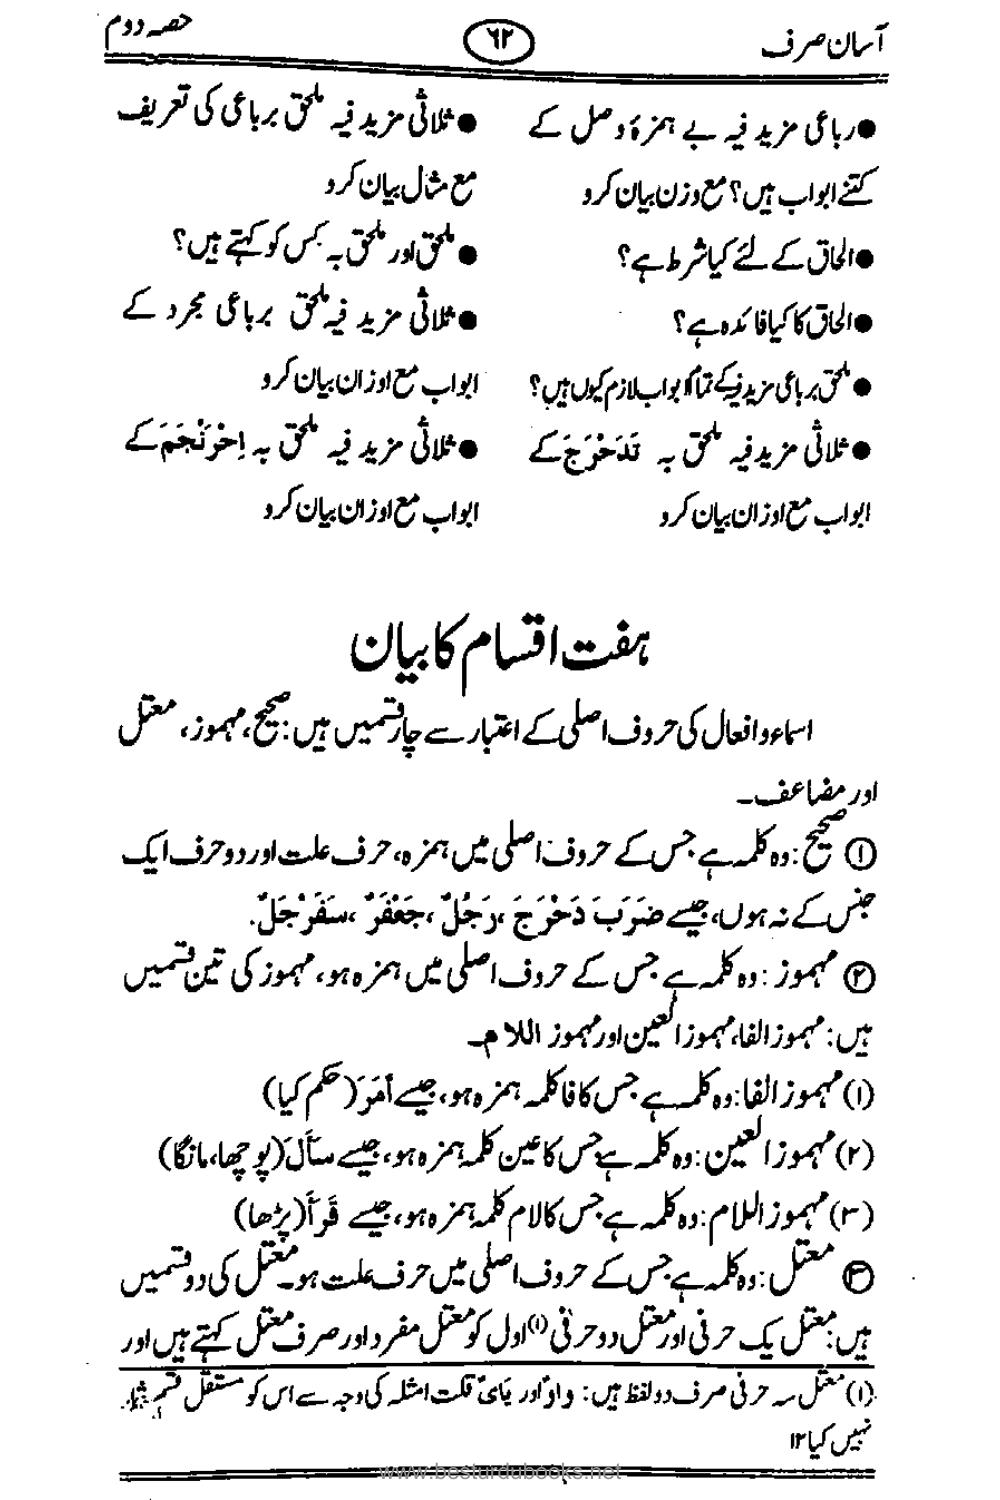 آسان صرف
۶۲
حصہ دوم
● رباعی مزید فیہ بے ہمزۂ وصل کے
کتنے ابواب ہیں؟ مع وزن بیان کرو
● الحاق کے لئے کیا شرط ہے؟
● الحاق کا کیا فائدہ ہے؟
● ملحق برباعی مزید فیہ کے تمام ابواب لازم کیوں ہیں؟
● ثلاثی مزید فیہ ملحق بہ تَدَحْرَجَ کے
ابواب مع اوزان بیان کرو
● ثلاثی مزید فیہ ملحق برباعی کی تعریف
مع مثال بیان کرو
● ملحق اور ملحق بہ کس کو کہتے ہیں؟
● ثلاثی مزید فیہ ملحق برباعی مجرد کے
ابواب مع اوزان بیان کرو
● ثلاثی مزید فیہ ملحق بہ اِحْرَنْجَمَ کے
ابواب مع اوزان بیان کرو
ہفت اقسام کا بیان
اسماء و افعال کی حروف اصلی کے اعتبار سے چار قسمیں ہیں: صحیح، مہموز، معتل
اور مضاعف۔
① صحیح: وہ کلمہ ہے جس کے حروف اصلی میں ہمزہ، حرف علت اور دو حرف ایک
جنس کے نہ ہوں، جیسے ضَرَبَ دَحْرَجَ ، رَجُلٌ ، جَعْفَرٌ ، سَفَرْجَلٌ.
② مہموز: وہ کلمہ ہے جس کے حروف اصلی میں ہمزہ ہو، مہموز کی تین قسمیں
ہیں: مہموز الفا، مہموز العین اور مہموز اللام۔
(۱) مہموز الفا: وہ کلمہ ہے جس کا فا کلمہ ہمزہ ہو، جیسے أَمَرَ (حکم کیا)
(۲) مہموز العین: وہ کلمہ ہے جس کا عین کلمہ ہمزہ ہو، جیسے سَأَلَ (پوچھا، مانگا)
(۳) مہموز اللام: وہ کلمہ ہے جس کا لام کلمہ ہمزہ ہو، جیسے قَرَأَ (پڑھا)
③ معتل: وہ کلمہ ہے جس کے حروف اصلی میں حرف علت ہو۔ معتل کی دو قسمیں
ہیں: معتل یک حرفی اور معتل دو حرفی (۱) اول کو معتل مفرد اور صرف معتل کہتے ہیں اور
(۱) معتل سہ حرفی صرف دو لفظ ہیں: واوٌ اور یایٌ قلت امثلہ کی وجہ سے اس کو مستقل قسم شمار
نہیں کیا ۱۲
www.besturdubooks.net